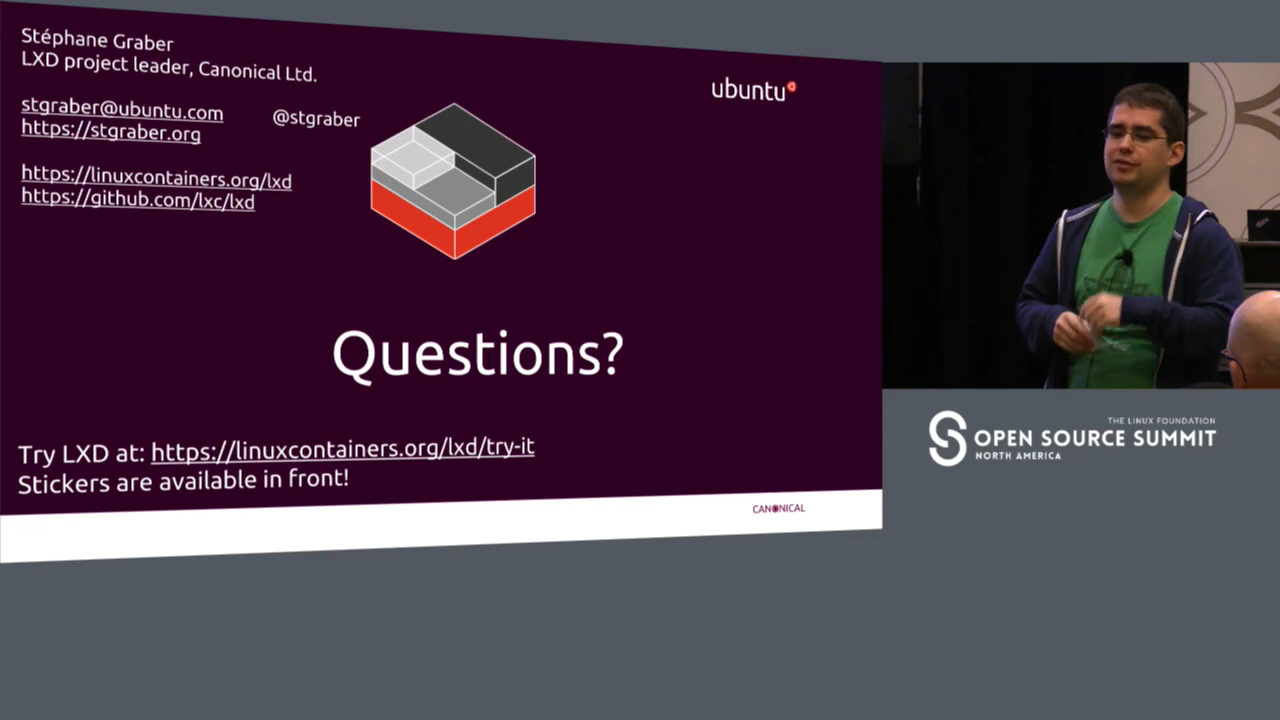 Stéphane Graber
LXD project leader, Canonical Ltd.
stgraber@ubuntu.com @stgraber
https://stgraber.org
https://linuxcontainers.org/lxd
https://github.com/lxc/lxd
ubuntu
Questions?
Try LXD at: https://linuxcontainers.org/lxd/try-it
Stickers are available in front!
CANONICAL
THE LINUX FOUNDATION
OPEN SOURCE SUMMIT
NORTH AMERICA